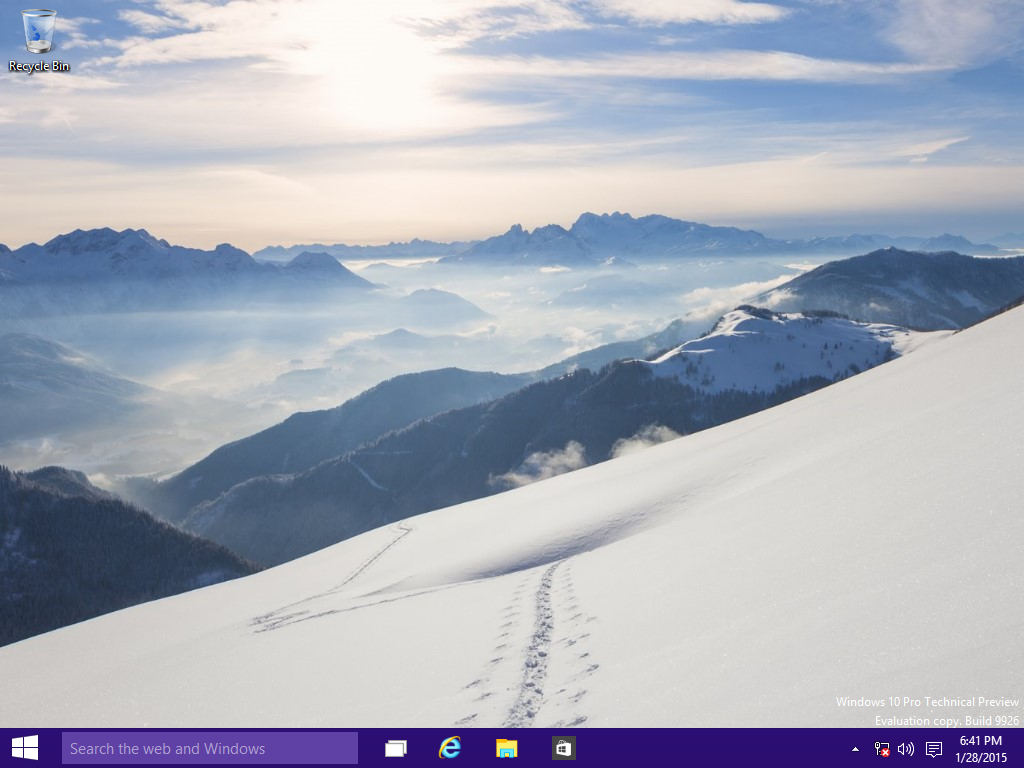 Recycle Bin
Windows 10 Pro Technical Preview
Evaluation copy. Build 9926
Search the web and Windows
6:41 PM
1/28/2015